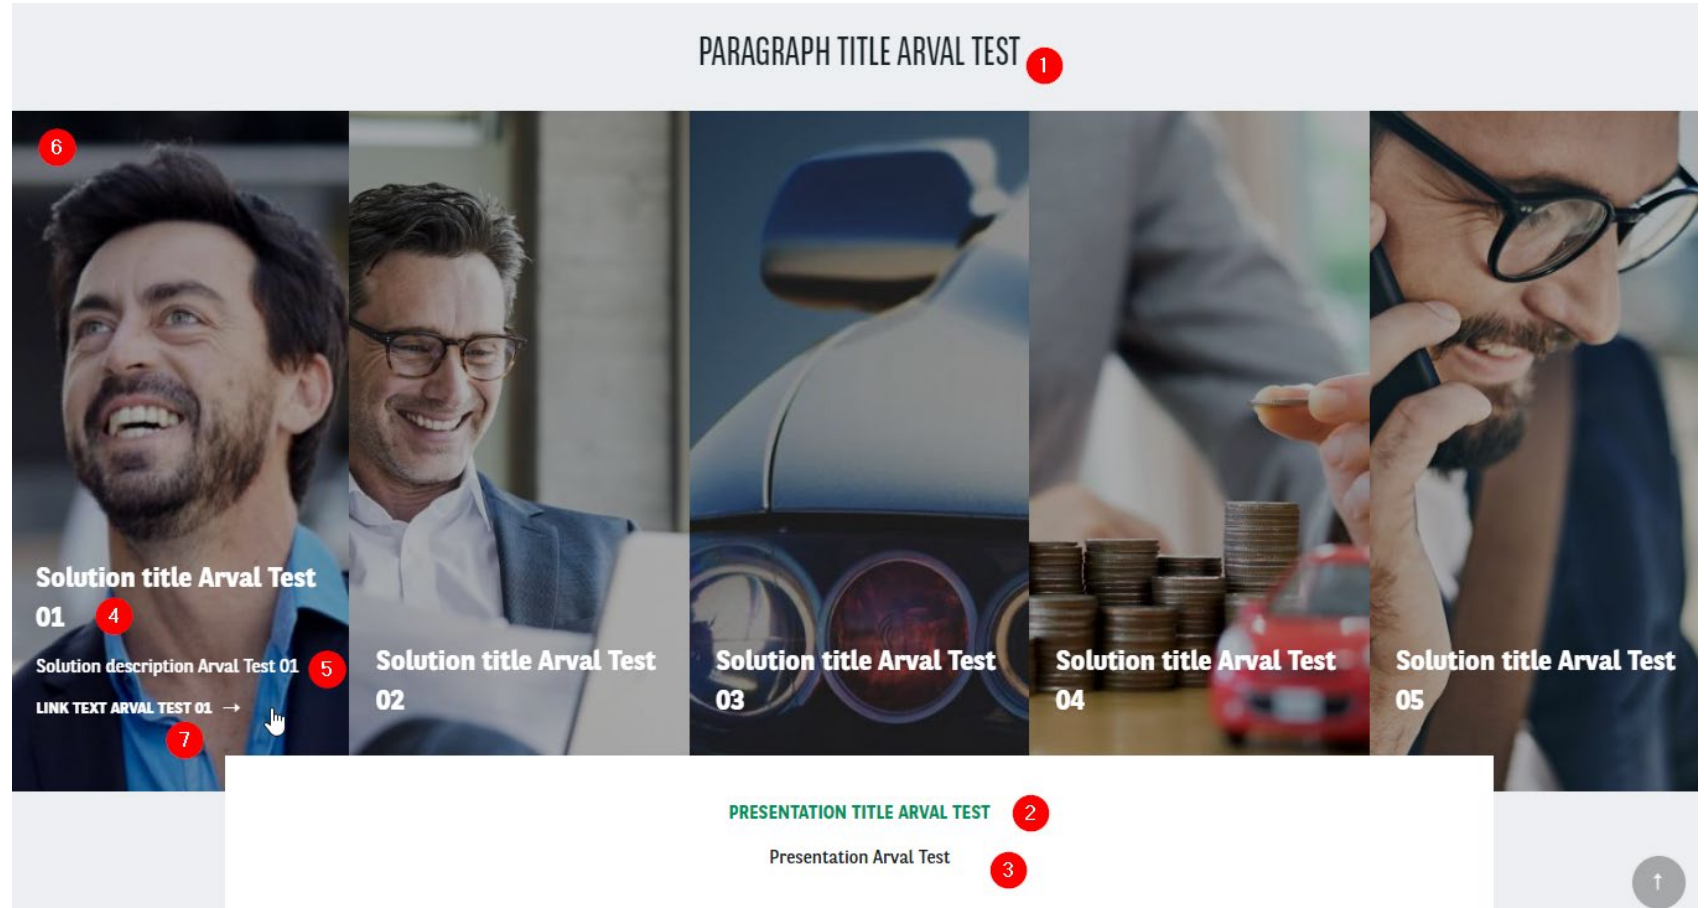 PARAGRAPH TITLE ARVAL TEST
1
6
Solution title Arval Test
01
4
Solution description Arval Test 01
5
LINK TEXT ARVAL TEST 01 →
7
Solution title Arval Test
02
Solution title Arval Test
03
Solution title Arval Test
04
Solution title Arval Test
05
PRESENTATION TITLE ARVAL TEST
2
Presentation Arval Test
3
↑